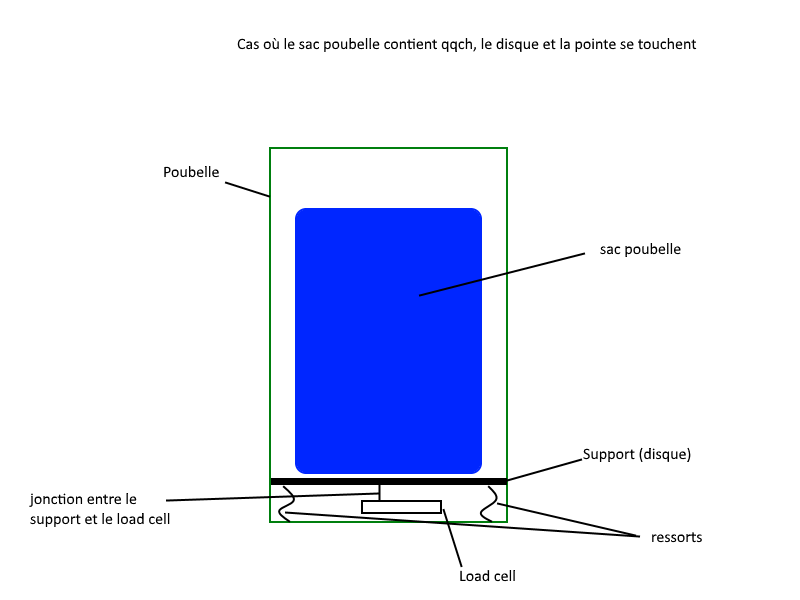 Cas où le sac poubelle contient qqch, le disque et la pointe se touchent
Poubelle
sac poubelle
Support (disque)
jonction entre le
support et le load cell
ressorts
Load cell